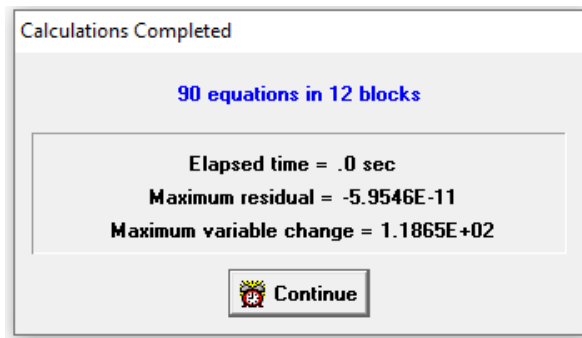 Calculations Completed
90 equations in 12 blocks
Elapsed time = .0 sec
Maximum residual = -5.9546E-11
Maximum variable change = 1.1865E+02
Continue